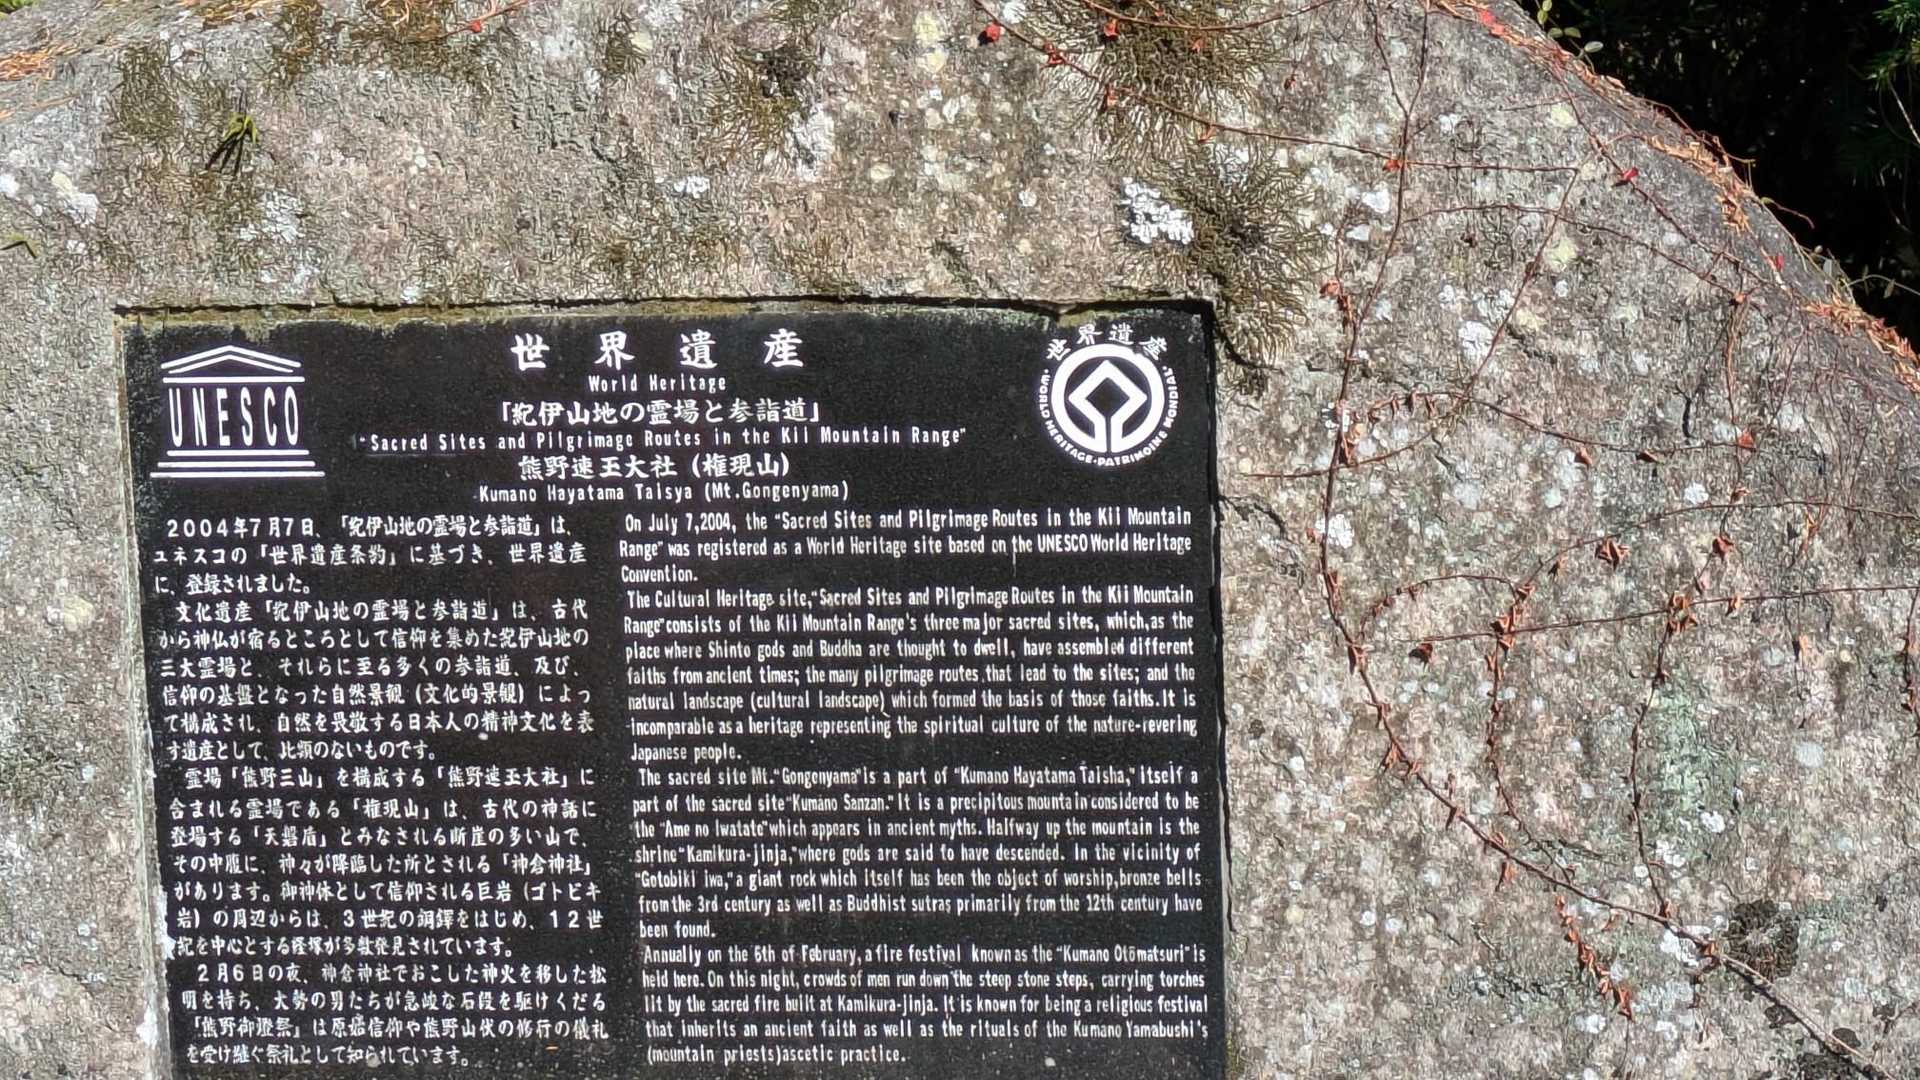 世界遺産
World Heritage
「紀伊山地の霊場と参詣道」
"Sacred Sites and Pilgrimage Routes in the Kii Mountain Range"
熊野速玉大社（権現山）
Kumano Hayatama Taisya (Mt.Gongenyama)
UNESCO
世界遺産
・WORLD HERITAGE・PATRIMOINE MONDIAL・
2004年7月7日、「紀伊山地の霊場と参詣道」は、
ユネスコの「世界遺産条約」に基づき、世界遺産
に、登録されました。
文化遺産「紀伊山地の霊場と参詣道」は、古代
から神仏が宿るところとして信仰を集めた紀伊山地の
三大霊場と、それらに至る多くの参詣道、及び、
信仰の基盤となった自然景観（文化的景観）によっ
て構成され、自然を畏敬する日本人の精神文化を表
す遺産として、比類のないものです。
霊場「熊野三山」を構成する「熊野速玉大社」に
含まれる霊場である「権現山」は、古代の神話に
登場する「天磐盾」とみなされる断崖の多い山で、
その中腹に、神々が降臨した所とされる「神倉神社」
があります。御神体として信仰される巨岩（ゴトビキ
岩）の周辺からは、3世紀の銅鐸をはじめ、12世
紀を中心とする経塚が多数発見されています。
2月6日の夜、神倉神社でおこした神火を移した松
明を持ち、大勢の男たちが急峻な石段を駆けくだる
「熊野御燈祭」は原始信仰や熊野山伏の修行の儀礼
を受け継ぐ祭礼として知られています。
On July 7,2004, the "Sacred Sites and Pilgrimage Routes in the Kii Mountain
Range" was registered as a World Heritage site based on the UNESCO World Heritage
Convention.
The Cultural Heritage site,"Sacred Sites and Pilgrimage Routes in the Kii Mountain
Range"consists of the Kii Mountain Range's three major sacred sites, which,as the
place where Shinto gods and Buddha are thought to dwell, have assembled different
faiths from ancient times; the many pilgrimage routes that lead to the sites; and the
natural landscape (cultural landscape) which formed the basis of those faiths.It is
incomparable as a heritage representing the spiritual culture of the nature-revering
Japanese people.
The sacred site Mt."Gongenyama"is a part of "Kumano Hayatama Taisha," itself a
part of the sacred site"Kumano Sanzan." It is a precipitous mountain considered to be
the "Ame no Iwatate"which appears in ancient myths. Halfway up the mountain is the
shrine"Kamikura-jinja,"where gods are said to have descended. In the vicinity of
"Gotobiki iwa,"a giant rock which itself has been the object of worship,bronze bells
from the 3rd century as well as Buddhist sutras primarily from the 12th century have
been found.
Annually on the 6th of February, a fire festival known as the "Kumano Otōmatsuri"is
held here. On this night, crowds of men run down the steep stone steps, carrying torches
lit by the sacred fire built at Kamikura-jinja. It is known for being a religious festival
that inherits an ancient faith as well as the rituals of the Kumano Yamabushi's
(mountain priests)ascetic practice.